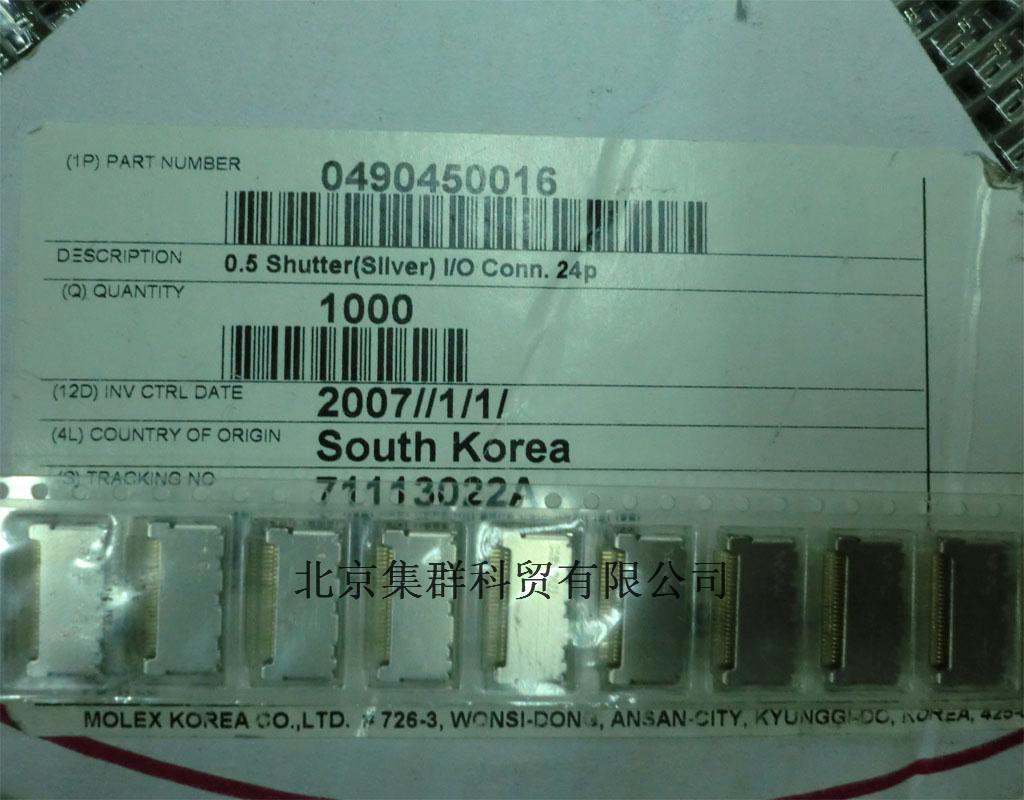 (1P) PART NUMBER
0490450016
DESCRIPTION
0.5 Shutter(Silver) I/O Conn. 24p
(Q) QUANTITY
1000
(12D) INV CTRL DATE
2007//1/1/
(4L) COUNTRY OF ORIGIN
South Korea
(S) TRACKING NO
71113022A
北京集群科贸有限公司
MOLEX KOREA CO.,LTD. # 726-3, WONSI-DONG, ANSAN-CITY, KYUNGGI-DO, KOREA,